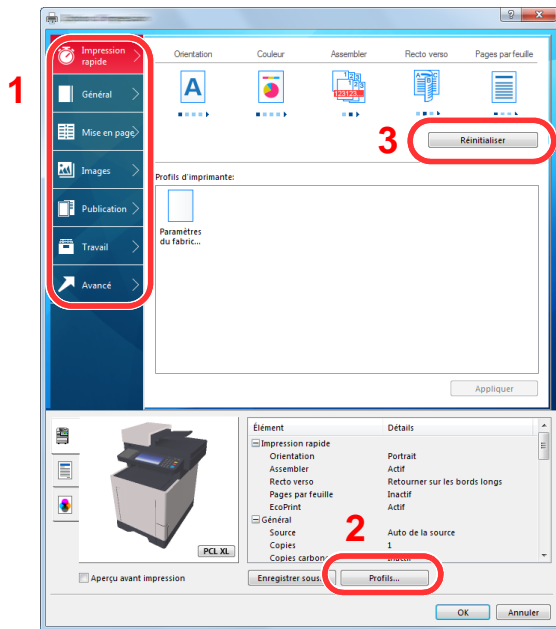 1
Impression
rapide
Général
Mise en page
Images
Publication
Travail
Avancé
Orientation
Couleur
Assembler
Recto verso
Pages par feuille
3
Réinitialiser
Profils d'imprimante:
Paramètres
du fabric...
Appliquer
Élément
Détails
Impression rapide
Orientation
Portrait
Assembler
Actif
Recto verso
Retourner sur les bords longs
Pages par feuille
Inactif
EcoPrint
Actif
Général
Source
Auto de la source
Copies
1
Copies carbone
Inactif
2
PCL XL
Aperçu avant impression
Enregistrer sous...
Profils...
OK
Annuler